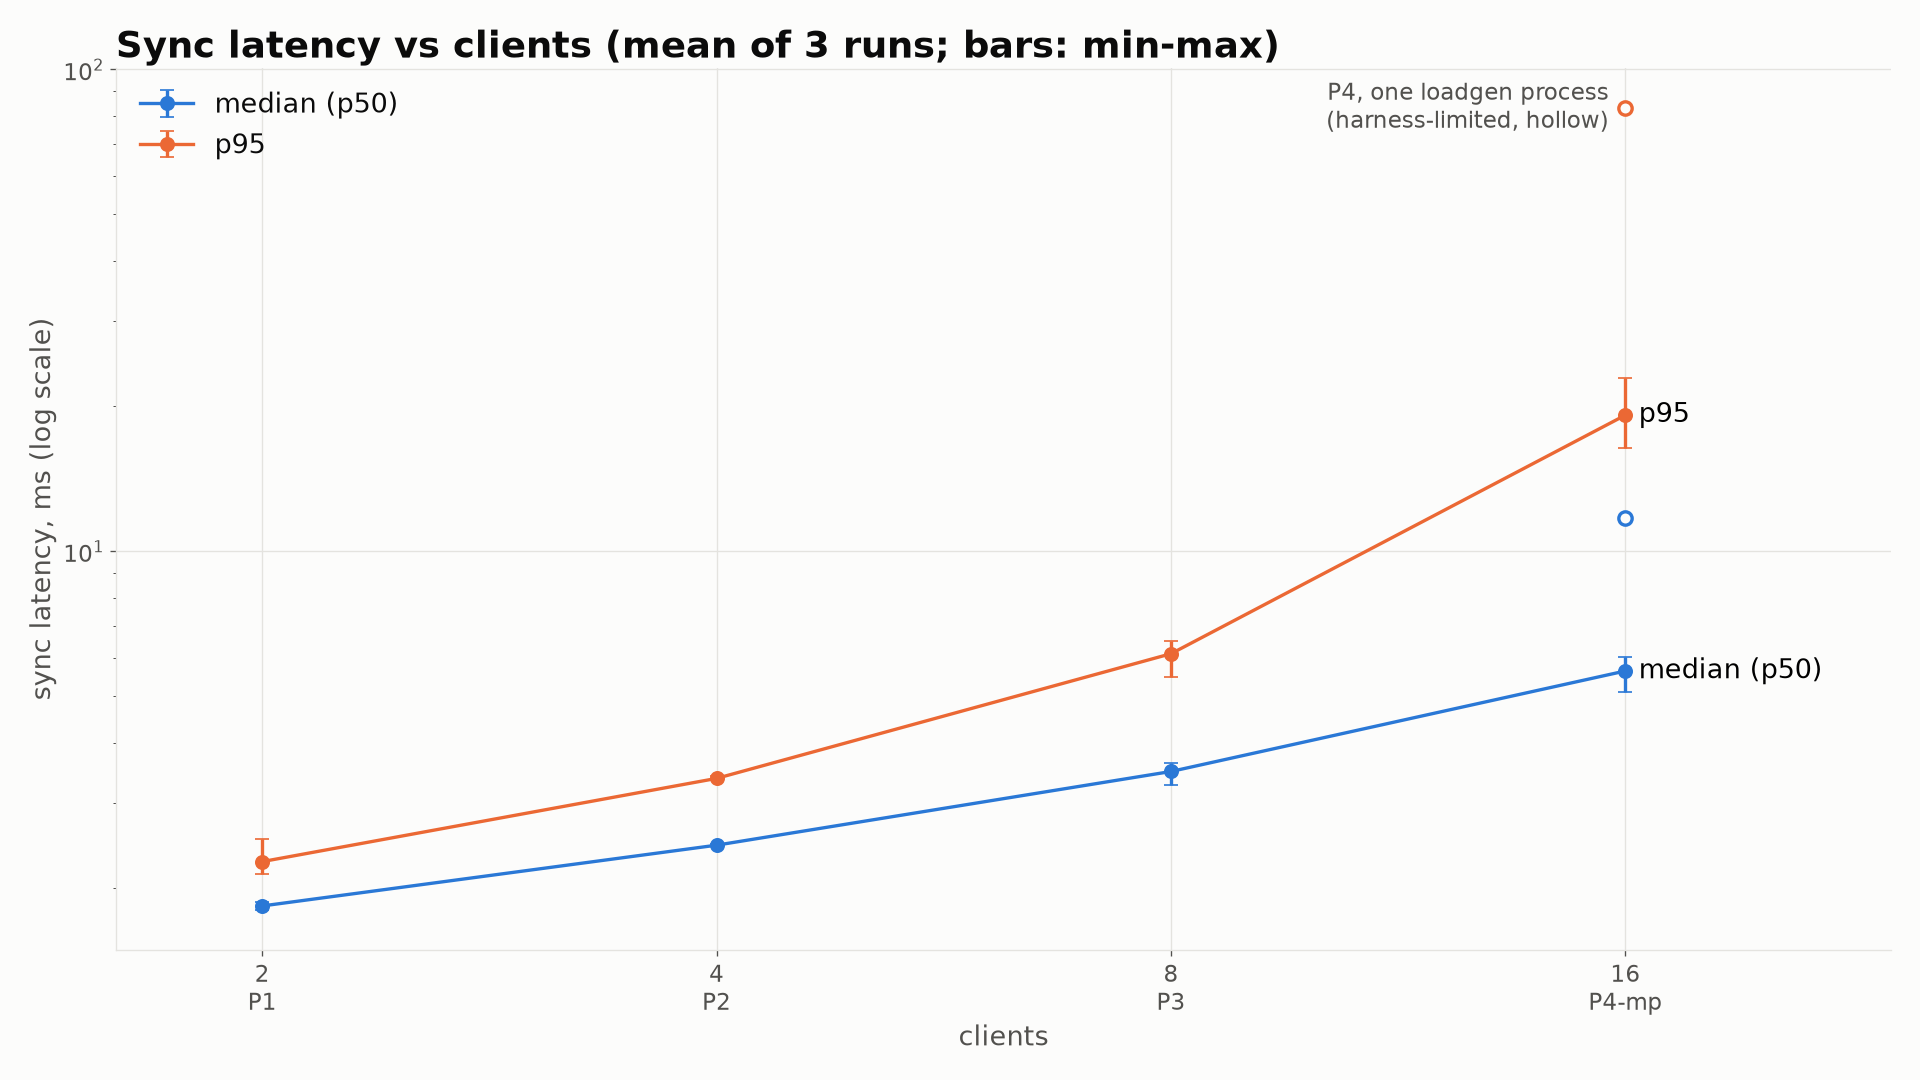 Sync latency vs clients (mean of 3 runs; bars: min-max)
10²
median (p50)
p95
P4, one loadgen process
(harness-limited, hollow)
p95
10¹
median (p50)
sync latency, ms (log scale)
2 4 8 16
P1 P2 P3 P4-mp
clients